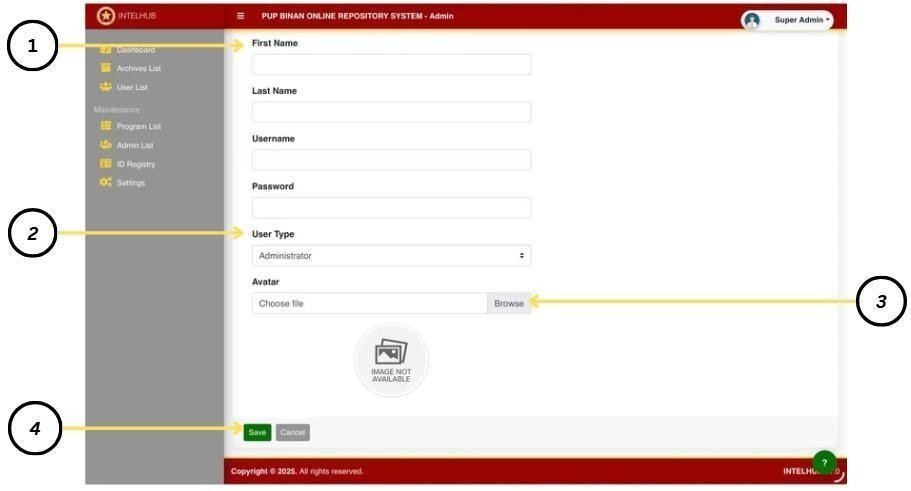 INTELHUB
PUP BINAN ONLINE REPOSITORY SYSTEM - Admin
Super Admin
1
Dashboard
Archives List
User List
Maintenance
Program List
Admin List
ID Registry
Settings
First Name
Last Name
Username
Password
2
User Type
Administrator
Avatar
Choose file
Browse
3
IMAGE NOT
AVAILABLE
4
Save
Cancel
Copyright © 2025. All rights reserved.
?